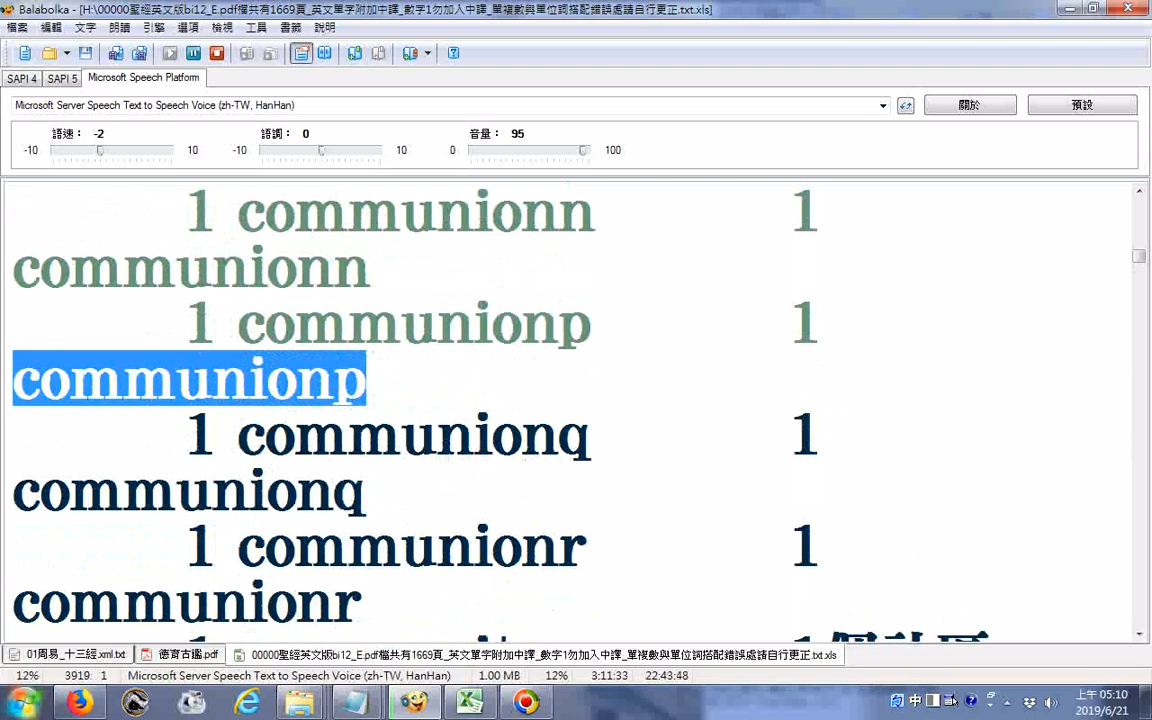 Balabolka - [H:\00000聖經英文版bi12_E.pdf檔共有1669頁_英文單字附加中譯_數字1勿加入中譯_單複數與單位詞搭配錯誤處請自行更正.txt.xls]
檔案 編輯 文字 朗讀 引擎 選項 檢視 工具 書籤 說明
SAPI 4 SAPI 5 Microsoft Speech Platform
Microsoft Server Speech Text to Speech Voice (zh-TW, HanHan) 關於 預設
語速： -2 語調： 0 音量： 95
-10 10 -10 10 0 100
1 communionn 1
communionn
1 communionp 1
communionp
1 communionq 1
communionq
1 communionr 1
communionr
01周易_十三經.xml.txt 德育古鑑.pdf 00000聖經英文版bi12_E.pdf檔共有1669頁_英文單字附加中譯_數字1勿加入中譯_單複數與單位詞搭配錯誤處請自行更正.txt.xls
12% 3919: 1 Microsoft Server Speech Text to Speech Voice (zh-TW, HanHan) 1.00 MB 12% 3:11:33 22:43:48
中 上午 05:10
2019/6/21